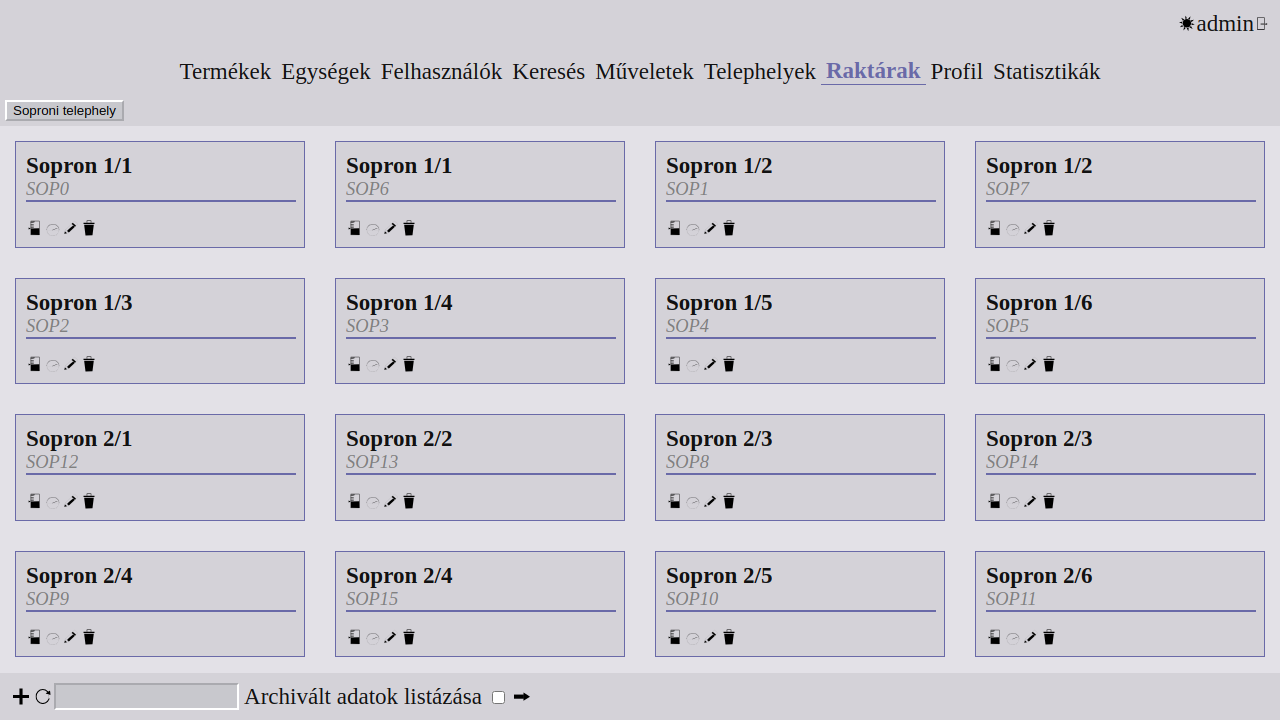 admin
Termékek Egységek Felhasználók Keresés Műveletek Telephelyek Raktárak Profil Statisztikák
Soproni telephely
Sopron 1/1
SOP0
Sopron 1/1
SOP6
Sopron 1/2
SOP1
Sopron 1/2
SOP7
Sopron 1/3
SOP2
Sopron 1/4
SOP3
Sopron 1/5
SOP4
Sopron 1/6
SOP5
Sopron 2/1
SOP12
Sopron 2/2
SOP13
Sopron 2/3
SOP8
Sopron 2/3
SOP14
Sopron 2/4
SOP9
Sopron 2/4
SOP15
Sopron 2/5
SOP10
Sopron 2/6
SOP11
Archivált adatok listázása